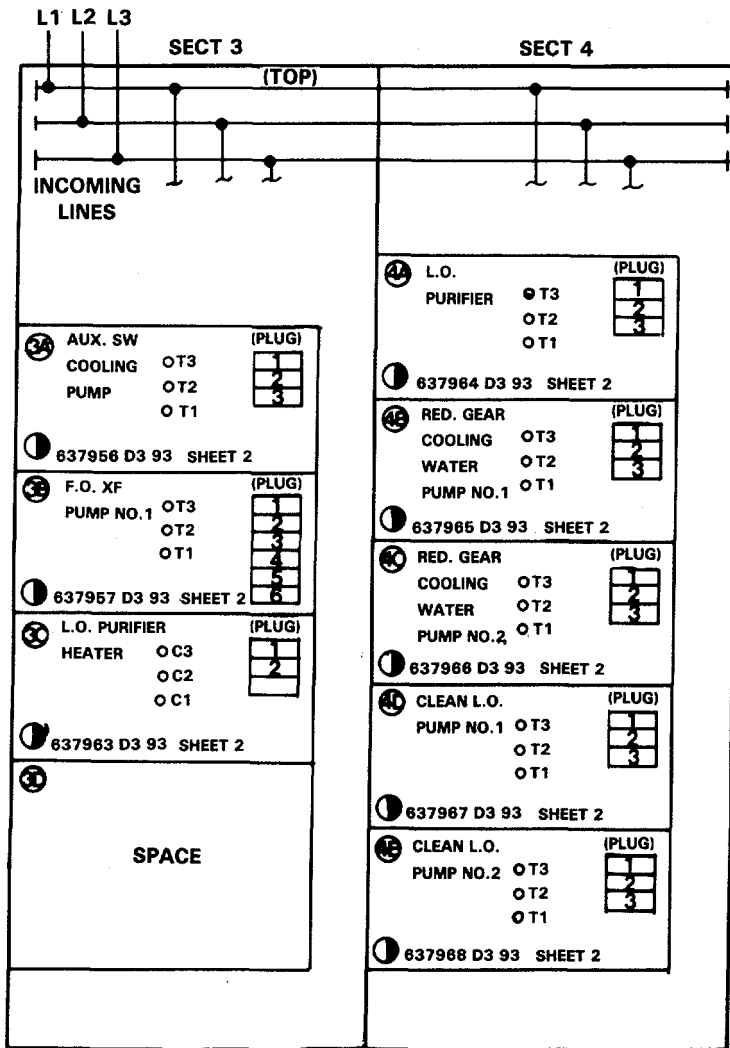 L1 L2 L3
SECT 3
(TOP)
INCOMING
LINES
3A AUX. SW (PLUG)
COOLING T3 1
PUMP T2 2
T1 3
637956 D3 93 SHEET 2
3B F.O. XF (PLUG)
PUMP NO.1 T3 1
T2 2
T1 3
4
5
637957 D3 93 SHEET 2 6
3C L.O. PURIFIER (PLUG)
HEATER C3 1
C2 2
C1
637963 D3 93 SHEET 2
3D
SPACE
SECT 4
4A L.O. (PLUG)
PURIFIER T3 1
T2 2
T1 3
637964 D3 93 SHEET 2
4B RED. GEAR (PLUG)
COOLING T3 1
WATER T2 2
PUMP NO.1 T1 3
637965 D3 93 SHEET 2
4C RED. GEAR (PLUG)
COOLING T3 1
WATER T2 2
PUMP NO.2 T1 3
637966 D3 93 SHEET 2
4D CLEAN L.O. (PLUG)
PUMP NO.1 T3 1
T2 2
T1 3
637967 D3 93 SHEET 2
4E CLEAN L.O. (PLUG)
PUMP NO.2 T3 1
T2 2
T1 3
637968 D3 93 SHEET 2